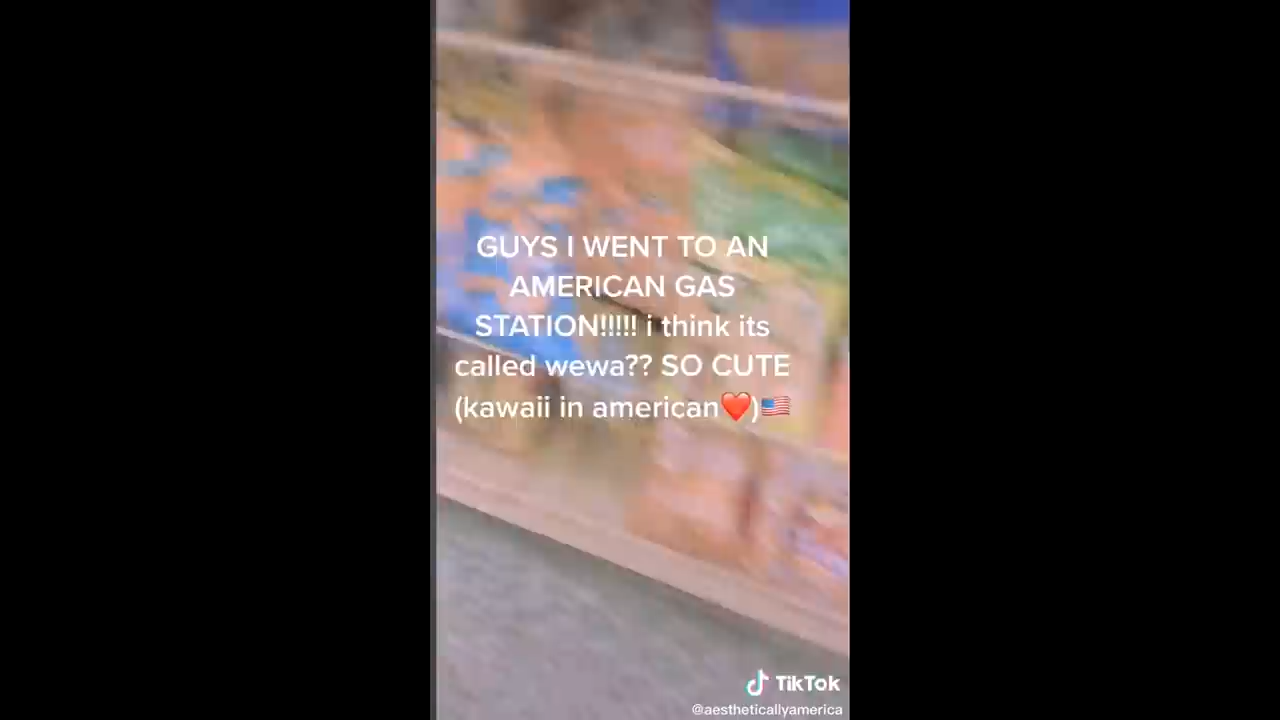 GUYS I WENT TO AN
AMERICAN GAS
STATION!!!!! i think its
called wewa?? SO CUTE
(kawaii in american❤️)🇺🇸
TikTok
@aestheticallyamerica